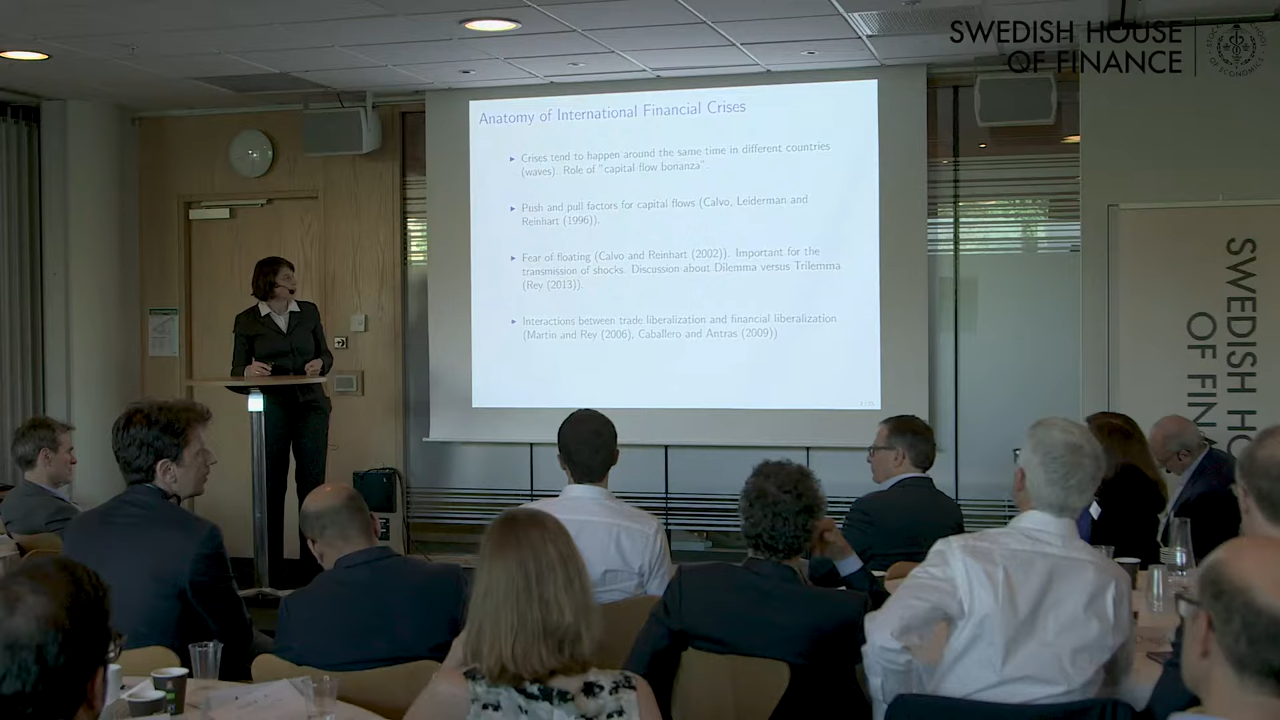 SWEDISH HOUSE
OF FINANCE
Anatomy of International Financial Crises
Crises tend to happen around the same time in different countries
(waves). Role of "capital flow bonanza"
Push and pull factors for capital flows (Calvo, Leiderman and
Reinhart (1996)).
Fear of floating (Calvo and Reinhart (2002)). Important for the
transmission of shocks. Discussion about Dilemma versus Trilemma
(Rey (2013)).
Interactions between trade liberalization and financial liberalization
(Martin and Rey (2006), Caballero and Antras (2009))
SWEDISH HO
OF FIN